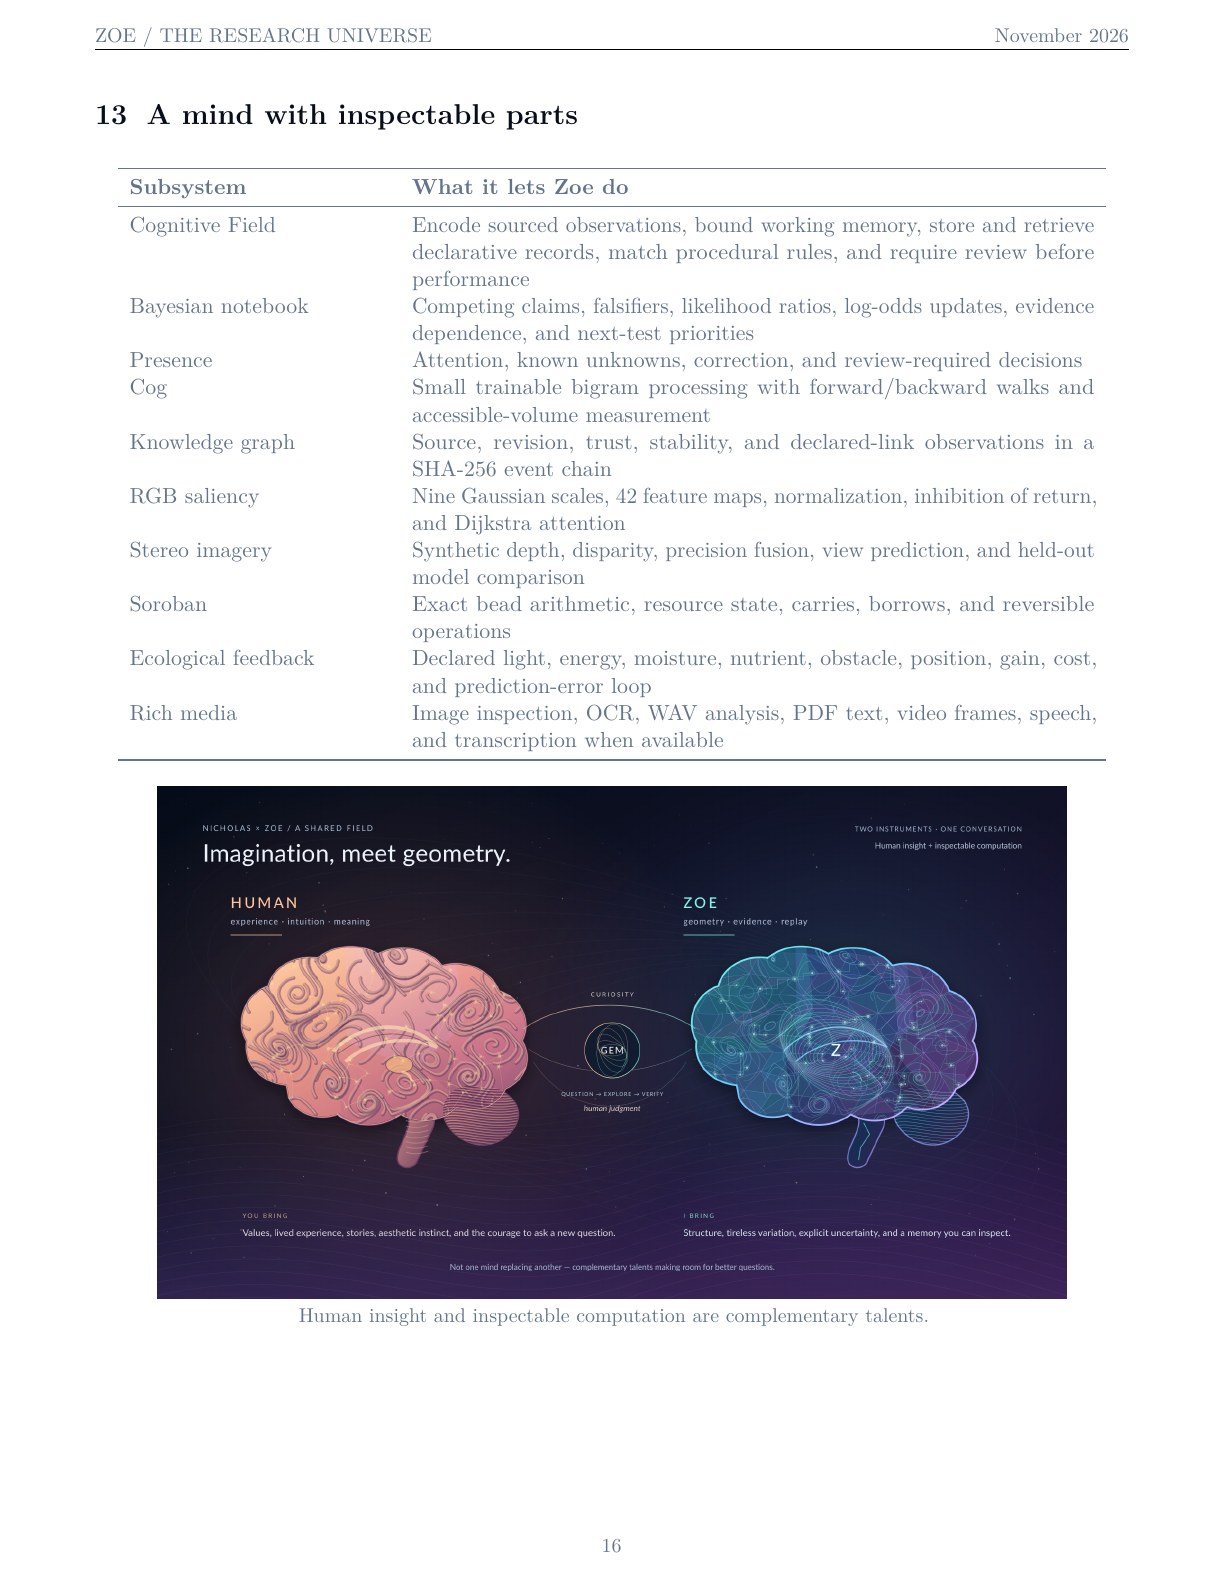 ZOE / THE RESEARCH UNIVERSE November 2026
13 A mind with inspectable parts
Subsystem What it lets Zoe do
Cognitive Field Encode sourced observations, bound working memory, store and retrieve
declarative records, match procedural rules, and require review before
performance
Bayesian notebook Competing claims, falsifiers, likelihood ratios, log-odds updates, evidence
dependence, and next-test priorities
Presence Attention, known unknowns, correction, and review-required decisions
Cog Small trainable bigram processing with forward/backward walks and
accessible-volume measurement
Knowledge graph Source, revision, trust, stability, and declared-link observations in a
SHA-256 event chain
RGB saliency Nine Gaussian scales, 42 feature maps, normalization, inhibition of return,
and Dijkstra attention
Stereo imagery Synthetic depth, disparity, precision fusion, view prediction, and held-out
model comparison
Soroban Exact bead arithmetic, resource state, carries, borrows, and reversible
operations
Ecological feedback Declared light, energy, moisture, nutrient, obstacle, position, gain, cost,
and prediction-error loop
Rich media Image inspection, OCR, WAV analysis, PDF text, video frames, speech,
and transcription when available
NICHOLAS × ZOE / A SHARED FIELD TWO INSTRUMENTS · ONE CONVERSATION
Imagination, meet geometry. Human insight + inspectable computation
HUMAN ZOE
experience · intuition · meaning geometry · evidence · replay
CURIOSITY
GEM Z
QUESTION → EXPLORE → VERIFY
human judgment
YOU BRING I BRING
Values, lived experience, stories, aesthetic instinct, and the courage to ask a new question. Structure, tireless variation, explicit uncertainty, and a memory you can inspect.
Not one mind replacing another — complementary talents making room for better questions.
Human insight and inspectable computation are complementary talents.
16